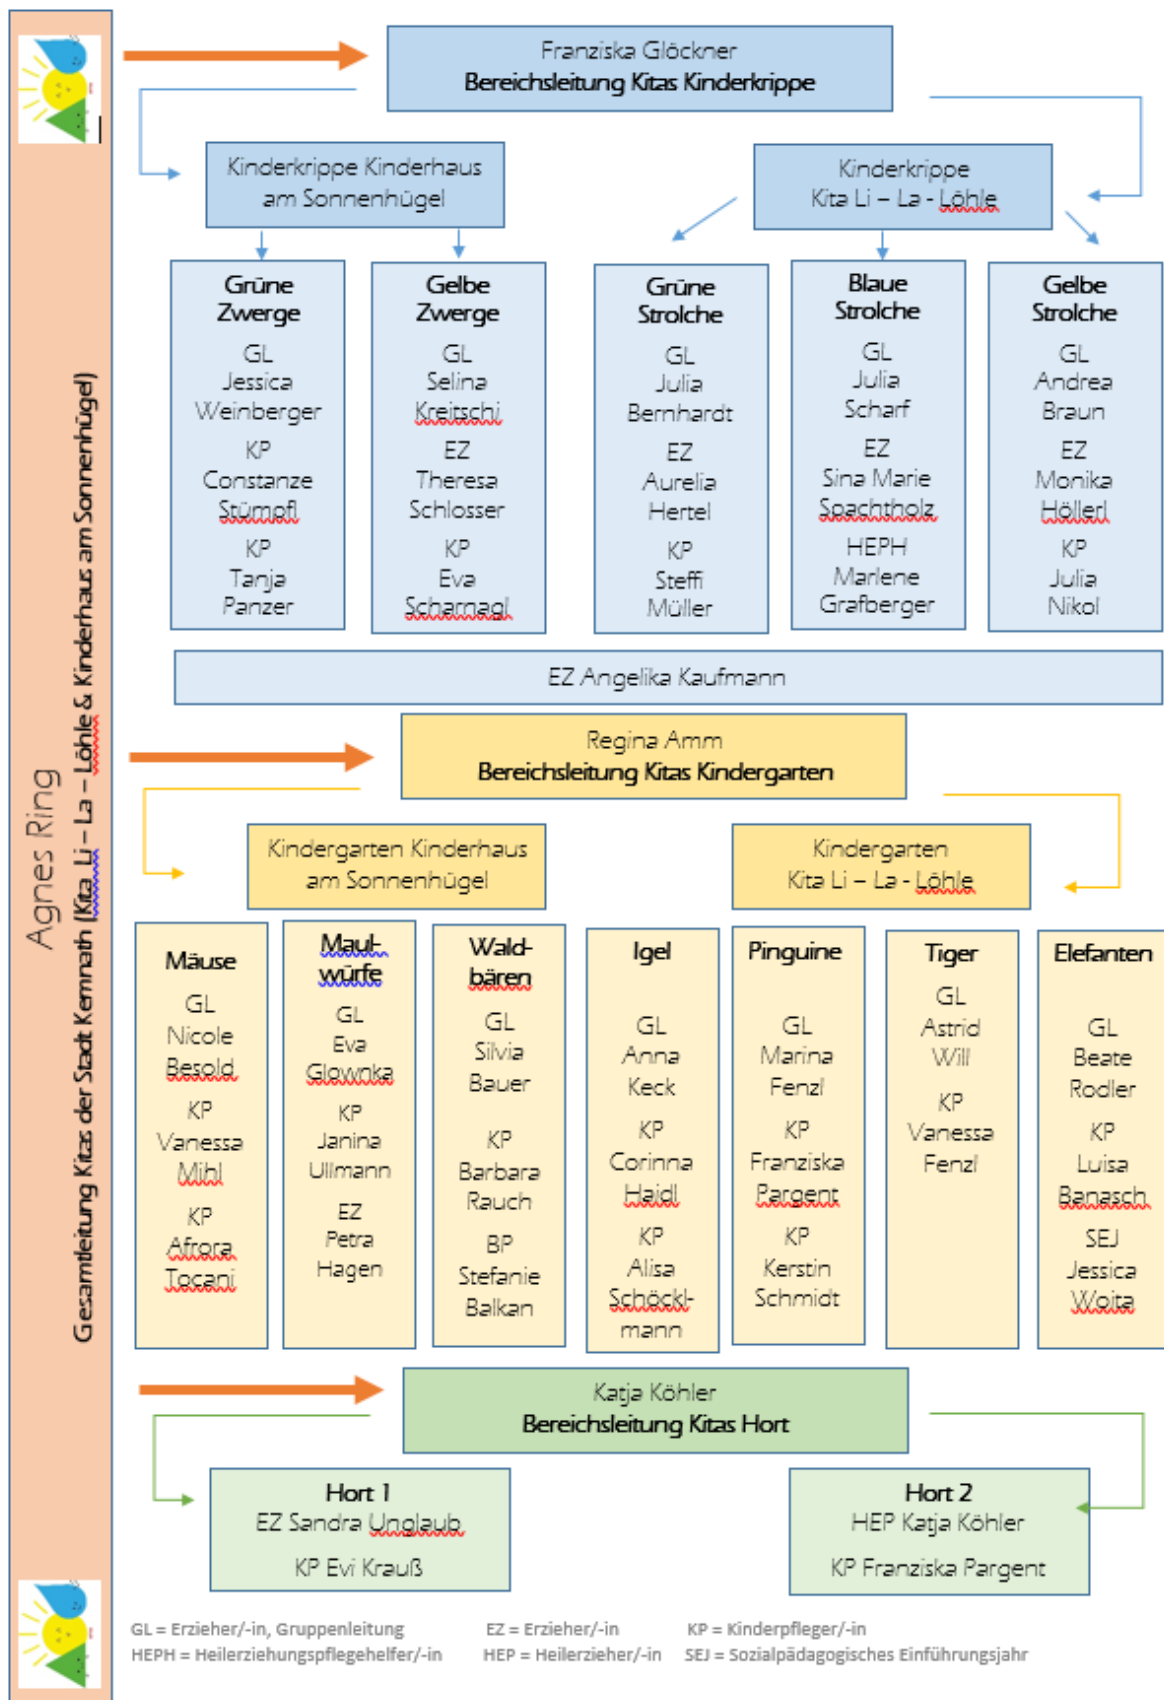 Agnes Ring
Gesamtleitung Kitas der Stadt Kemnath (Kita Li – La – Löhle & Kinderhaus am Sonnenhügel)
Franziska Glöckner
Bereichsleitung Kitas Kinderkrippe
Kinderkrippe Kinderhaus
am Sonnenhügel
Kinderkrippe
Kita Li – La - Löhle
Grüne
Zwerge
GL
Jessica
Weinberger
KP
Constanze
Stümpfl
KP
Tanja
Panzer
Gelbe
Zwerge
GL
Selina
Kreitschi
EZ
Theresa
Schlosser
KP
Eva
Scharnagl
Grüne
Strolche
GL
Julia
Bernhardt
EZ
Aurelia
Hertel
KP
Steffi
Müller
Blaue
Strolche
GL
Julia
Scharf
EZ
Sina Marie
Spachtholz
HEPH
Marlene
Grafberger
Gelbe
Strolche
GL
Andrea
Braun
EZ
Monika
Höllerl
KP
Julia
Nikol
EZ Angelika Kaufmann
Regina Amm
Bereichsleitung Kitas Kindergarten
Kindergarten Kinderhaus
am Sonnenhügel
Kindergarten
Kita Li – La - Löhle
Mäuse
GL
Nicole
Besold
KP
Vanessa
Mihl
KP
Afrora
Tocani
Maul-
würfe
GL
Eva
Glownka
KP
Janina
Ullmann
EZ
Petra
Hagen
Wald-
bären
GL
Silvia
Bauer
KP
Barbara
Rauch
BP
Stefanie
Balkan
Igel
GL
Anna
Keck
KP
Corinna
Haidl
KP
Alisa
Schöckl-
mann
Pinguine
GL
Marina
Fenzl
KP
Franziska
Pargent
KP
Kerstin
Schmidt
Tiger
GL
Astrid
Will
KP
Vanessa
Fenzl
Elefanten
GL
Beate
Rodler
KP
Luisa
Banasch
SEJ
Jessica
Woita
Katja Köhler
Bereichsleitung Kitas Hort
Hort 1
EZ Sandra Unglaub
KP Evi Krauß
Hort 2
HEP Katja Köhler
KP Franziska Pargent
GL = Erzieher/-in, Gruppenleitung EZ = Erzieher/-in KP = Kinderpfleger/-in
HEPH = Heilerziehungspflegehelfer/-in HEP = Heilerzieher/-in SEJ = Sozialpädagogisches Einführungsjahr